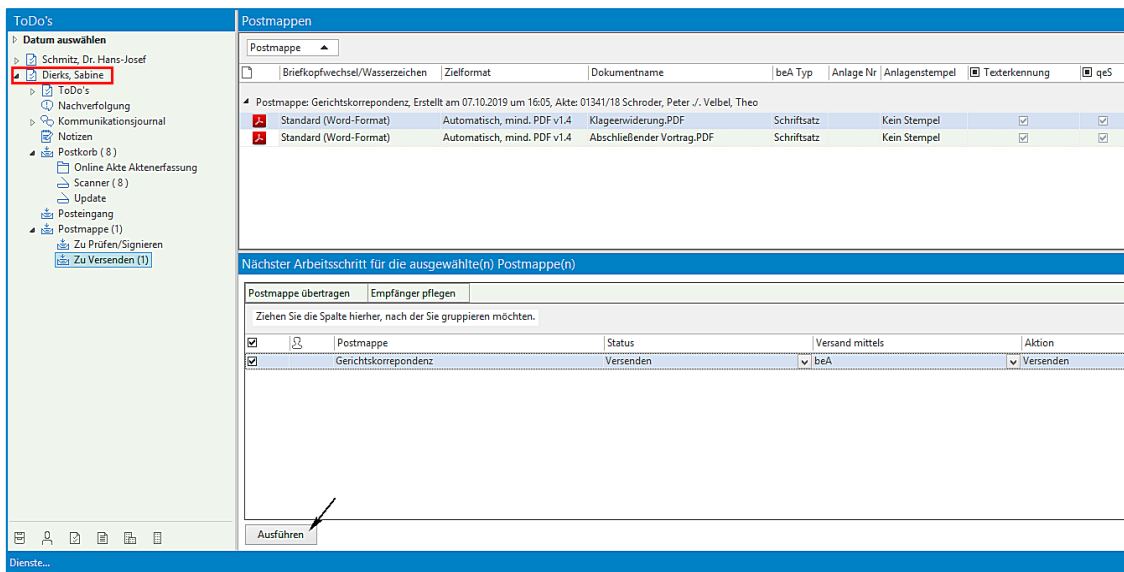 ToDo's
Datum auswählen
Schmitz, Dr. Hans-Josef
Dierks, Sabine
ToDo's
Nachverfolgung
Kommunikationsjournal
Notizen
Postkorb ( 8 )
Online Akte Aktenerfassung
Scanner ( 8 )
Update
Posteingang
Postmappe (1)
Zu Prüfen/Signieren
Zu Versenden (1)
Postmappen
Postmappe
Briefkopfwechsel/Wasserzeichen Zielformat Dokumentname beA Typ Anlage Nr Anlagenstempel Texterkennung qeS
Postmappe: Gerichtskorrepondenz, Erstellt am 07.10.2019 um 16:05, Akte: 01341/18 Schroder, Peter ./. Velbel, Theo
Standard (Word-Format) Automatisch, mind. PDF v1.4 Klageerwiderung.PDF Schriftsatz Kein Stempel
Standard (Word-Format) Automatisch, mind. PDF v1.4 Abschließender Vortrag.PDF Schriftsatz Kein Stempel
Nächster Arbeitsschritt für die ausgewählte(n) Postmappe(n)
Postmappe übertragen Empfänger pflegen
Ziehen Sie die Spalte hierher, nach der Sie gruppieren möchten.
Postmappe Status Versand mittels Aktion
Gerichtskorrepondenz Versenden beA Versenden
Ausführen
Dienste...